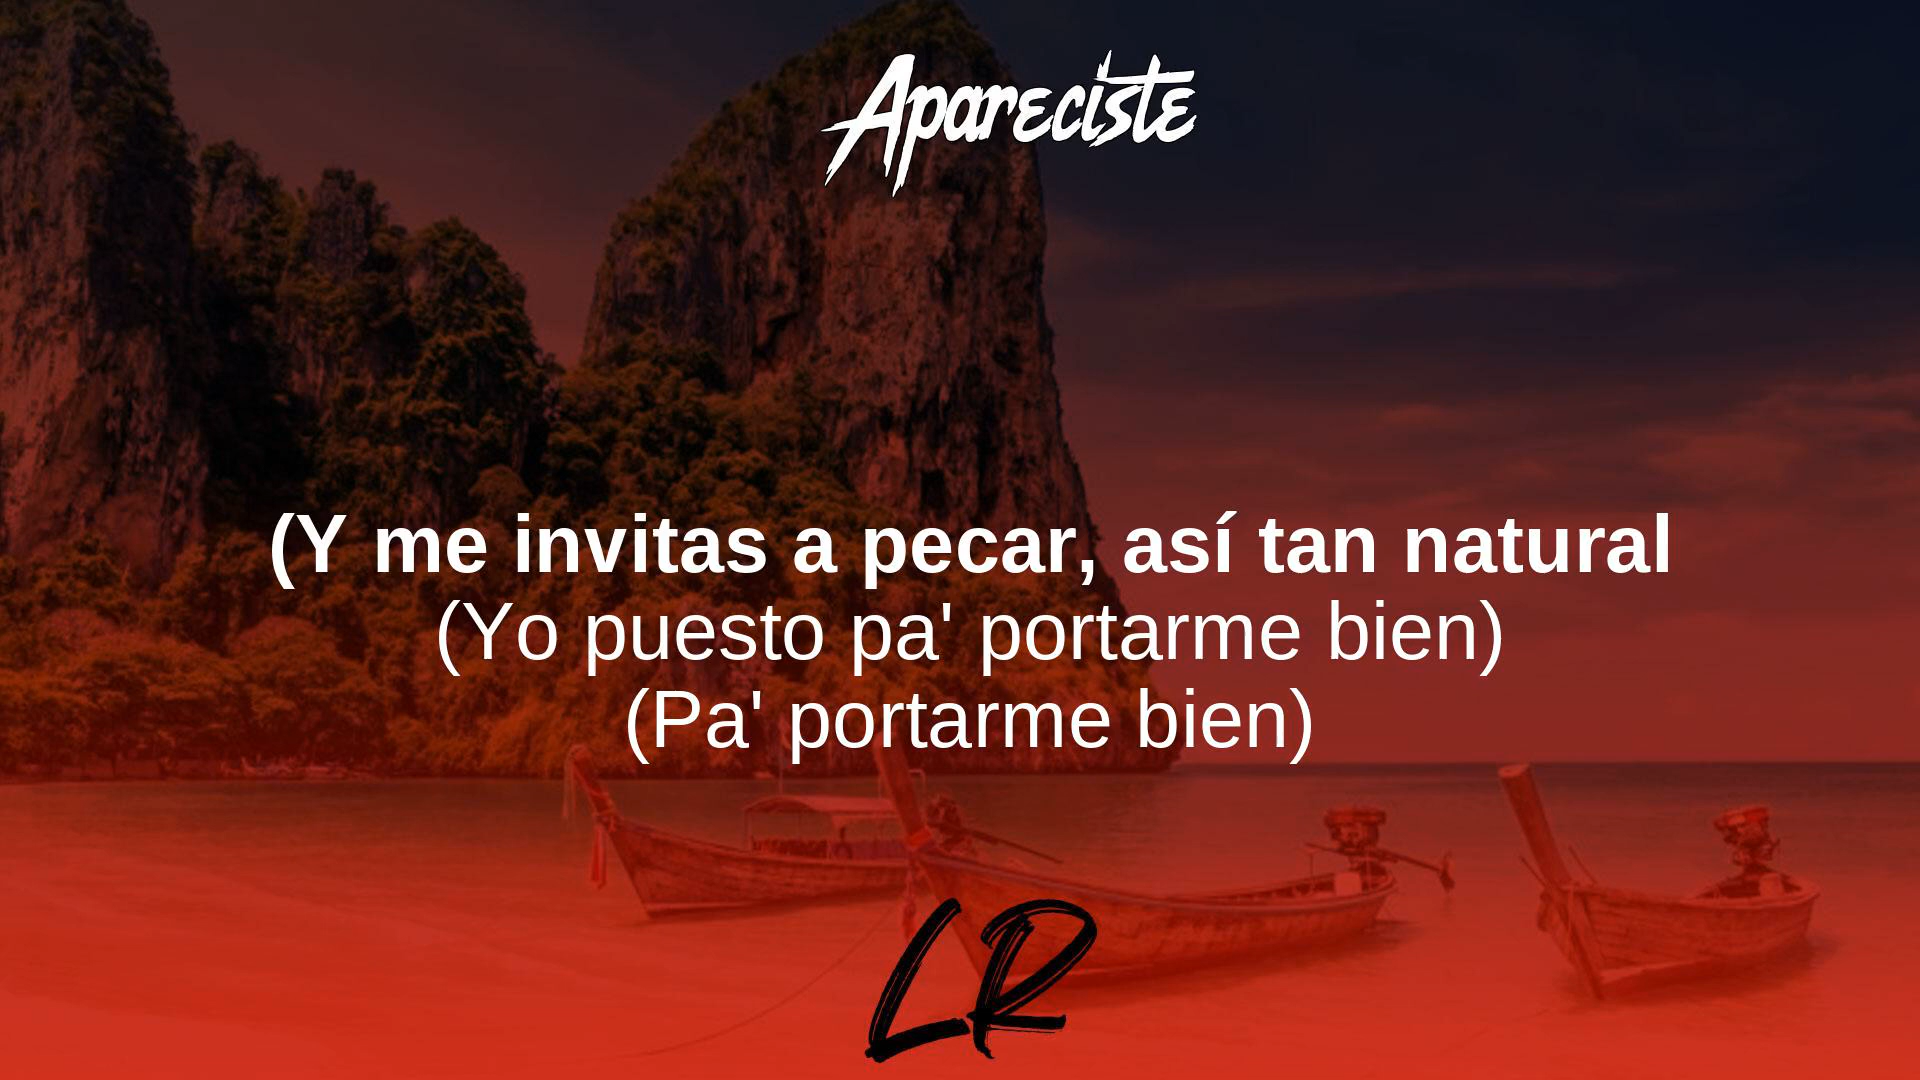 Apareciste
(Y me invitas a pecar, así tan natural
(Yo puesto pa' portarme bien)
(Pa' portarme bien)
LR